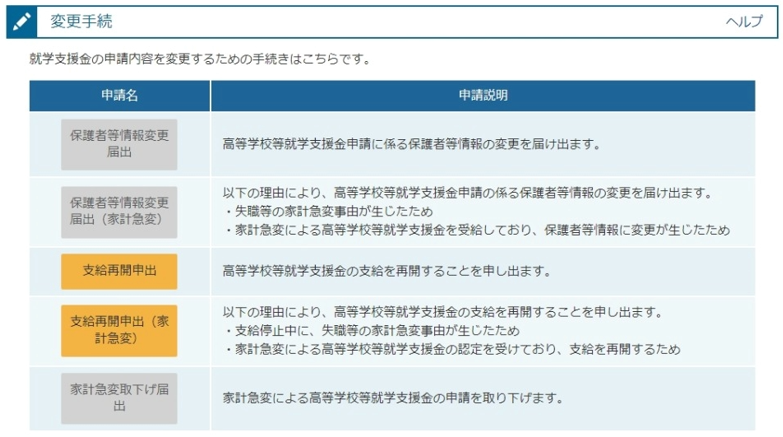 変更手続
ヘルプ
就学支援金の申請内容を変更するための手続きはこちらです。
申請名
申請説明
保護者等情報変更
届出
高等学校等就学支援金申請に係る保護者等情報の変更を届け出ます。
保護者等情報変更
届出（家計急変）
以下の理由により、高等学校等就学支援金申請の係る保護者等情報の変更を届け出ます。
・失職等の家計急変事由が生じたため
・家計急変による高等学校等就学支援金を受給しており、保護者等情報に変更が生じたため
支給再開申出
高等学校等就学支援金の支給を再開することを申し出ます。
支給再開申出（家
計急変）
以下の理由により、高等学校等就学支援金の支給を再開することを申し出ます。
・支給停止中に、失職等の家計急変事由が生じたため
・家計急変による高等学校等就学支援金の認定を受けており、支給を再開するため
家計急変取下げ届
出
家計急変による高等学校等就学支援金の申請を取り下げます。